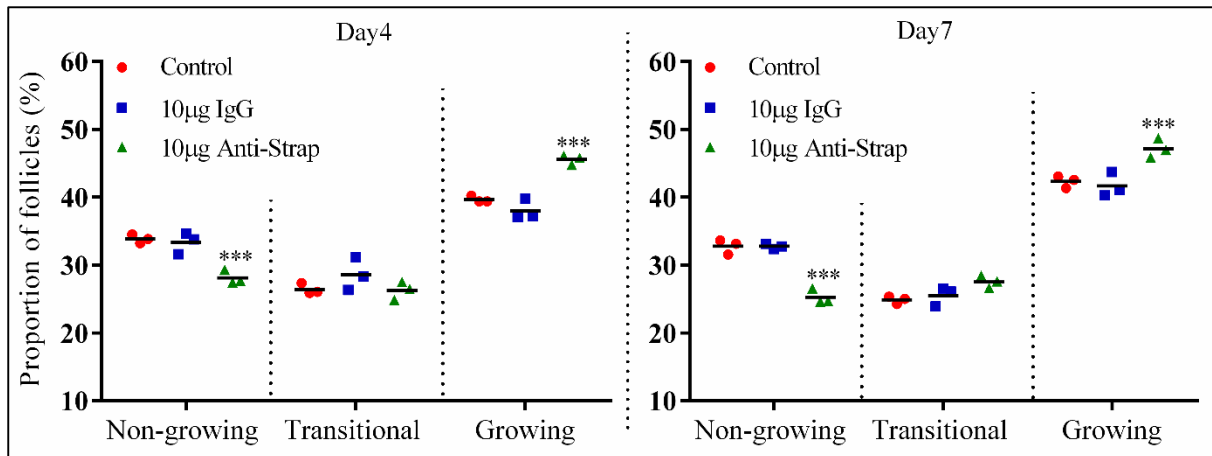 Day4
Day7
Proportion of follicles (%)
60
50
40
30
20
10
Control
10µg IgG
10µg Anti-Strap
***
***
Non-growing Transitional Growing
60
50
40
30
20
10
Control
10µg IgG
10µg Anti-Strap
***
***
Non-growing Transitional Growing